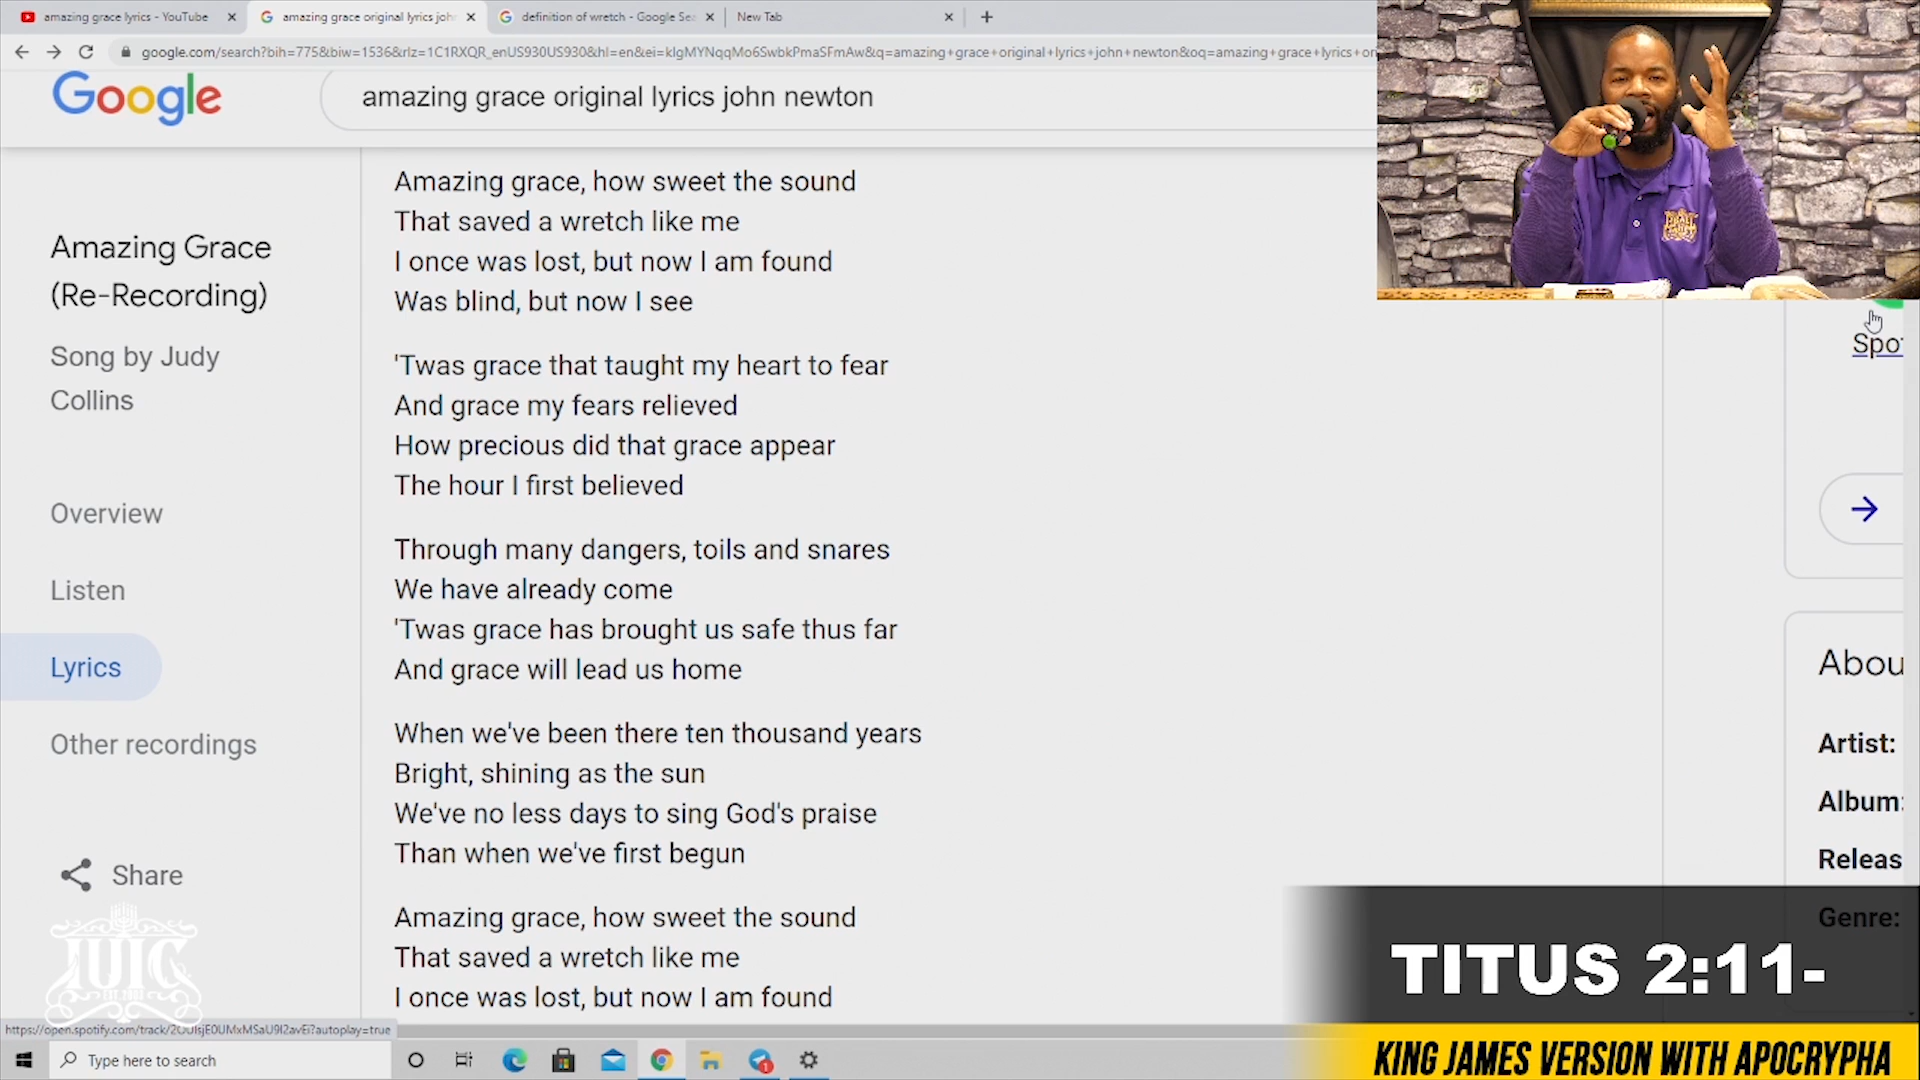 amazing grace lyrics - YouTube
amazing grace original lyrics joh
definition of wretch - Google Se
New Tab
google.com/search?bih=775&biw=1536&rlz=1C1RXQR_enUS930US930&hl=en&ei=kIgMYNqqMo6SwbkPmaSFmAw&q=amazing+grace+original+lyrics+john+newton&oq=amazing+grace+lyrics+or
Google
amazing grace original lyrics john newton
Amazing Grace
(Re-Recording)
Song by Judy
Collins
Overview
Listen
Lyrics
Other recordings
Share
Amazing grace, how sweet the sound
That saved a wretch like me
I once was lost, but now I am found
Was blind, but now I see
'Twas grace that taught my heart to fear
And grace my fears relieved
How precious did that grace appear
The hour I first believed
Through many dangers, toils and snares
We have already come
'Twas grace has brought us safe thus far
And grace will lead us home
When we've been there ten thousand years
Bright, shining as the sun
We've no less days to sing God's praise
Than when we've first begun
Amazing grace, how sweet the sound
That saved a wretch like me
I once was lost, but now I am found
Spo
Abou
Artist:
Album:
Releas
Genre:
IUIC
EST. 2003
TITUS 2:11-
KING JAMES VERSION WITH APOCRYPHA
Type here to search
1